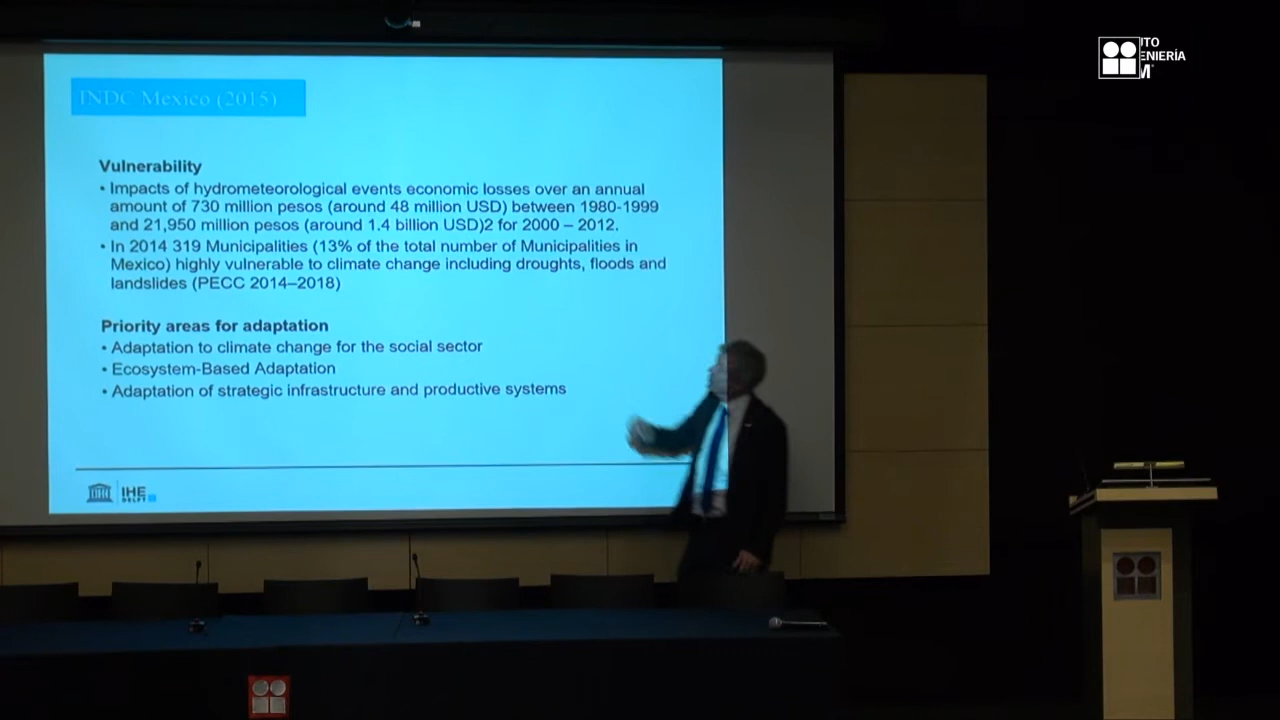 INDC Mexico (2015)
Vulnerability
• Impacts of hydrometeorological events economic losses over an annual
amount of 730 million pesos (around 48 million USD) between 1980-1999
and 21,950 million pesos (around 1.4 billion USD)2 for 2000 – 2012.
• In 2014 319 Municipalities (13% of the total number of Municipalities in
Mexico) highly vulnerable to climate change including droughts, floods and
landslides (PECC 2014–2018)
Priority areas for adaptation
• Adaptation to climate change for the social sector
• Ecosystem-Based Adaptation
• Adaptation of strategic infrastructure and productive systems
IHE
DELFT
ITO
ENIERÍA
M